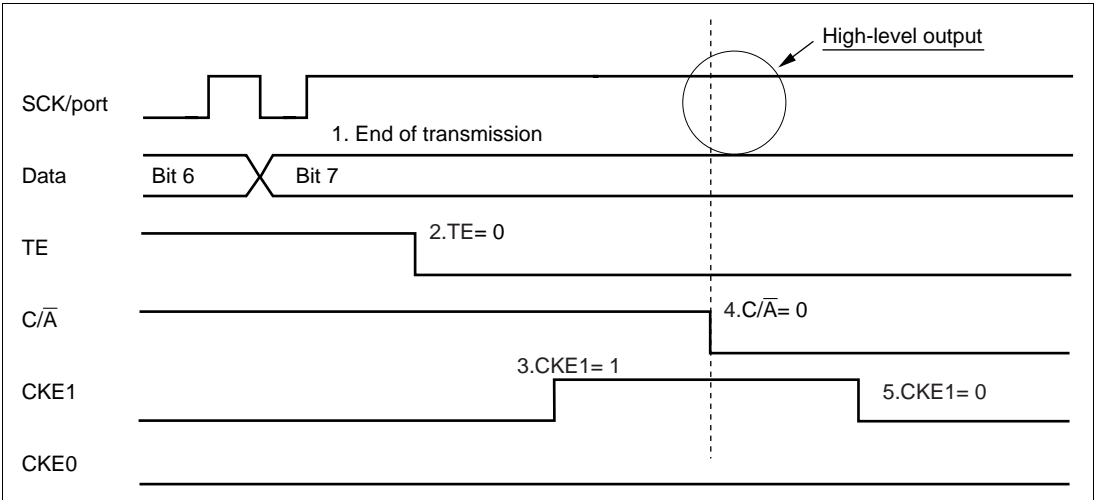 High-level output
SCK/port
1. End of transmission
Data
Bit 6
Bit 7
TE
2.TE= 0
C/A̅
4.C/A̅= 0
3.CKE1= 1
CKE1
5.CKE1= 0
CKE0